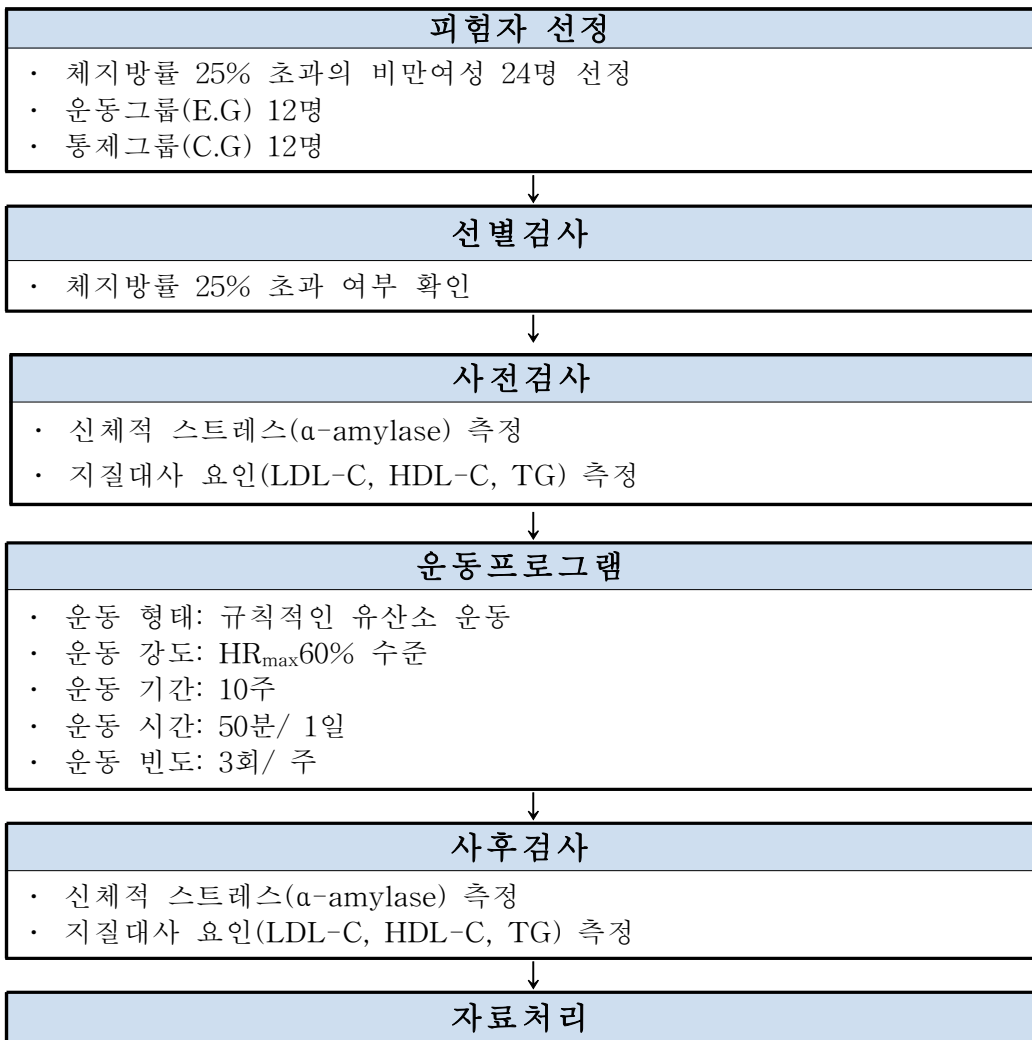 피험자 선정
· 체지방률 25% 초과의 비만여성 24명 선정
· 운동그룹(E.G) 12명
· 통제그룹(C.G) 12명
↓
선별검사
· 체지방률 25% 초과 여부 확인
↓
사전검사
· 신체적 스트레스(α-amylase) 측정
· 지질대사 요인(LDL-C, HDL-C, TG) 측정
↓
운동프로그램
· 운동 형태: 규칙적인 유산소 운동
· 운동 강도: HRmax60% 수준
· 운동 기간: 10주
· 운동 시간: 50분/ 1일
· 운동 빈도: 3회/ 주
↓
사후검사
· 신체적 스트레스(α-amylase) 측정
· 지질대사 요인(LDL-C, HDL-C, TG) 측정
↓
자료처리